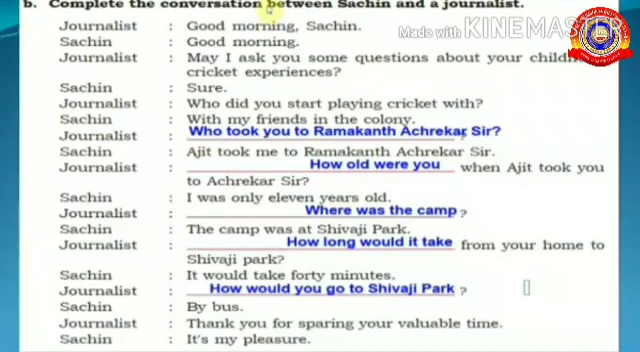 b. Complete the conversation between Sachin and a journalist.
Journalist : Good morning, Sachin.
Made with KINEMASTER
Sachin : Good morning.
Journalist : May I ask you some questions about your
cricket experiences?
Sachin : Sure.
Journalist : Who did you start playing cricket with?
Sachin : With my friends in the colony.
Journalist : Who took you to Ramakanth Achrekar Sir?
Sachin : Ajit took me to Ramakanth Achrekar Sir.
Journalist : How old were you when Ajit took you
to Achrekar Sir?
Sachin : I was only eleven years old.
Journalist : Where was the camp ?
Sachin : The camp was at Shivaji Park.
Journalist : How long would it take from your home to
Shivaji park?
Sachin : It would take forty minutes.
Journalist : How would you go to Shivaji Park ?
Sachin : By bus.
Journalist : Thank you for sparing your valuable time.
Sachin : It's my pleasure.